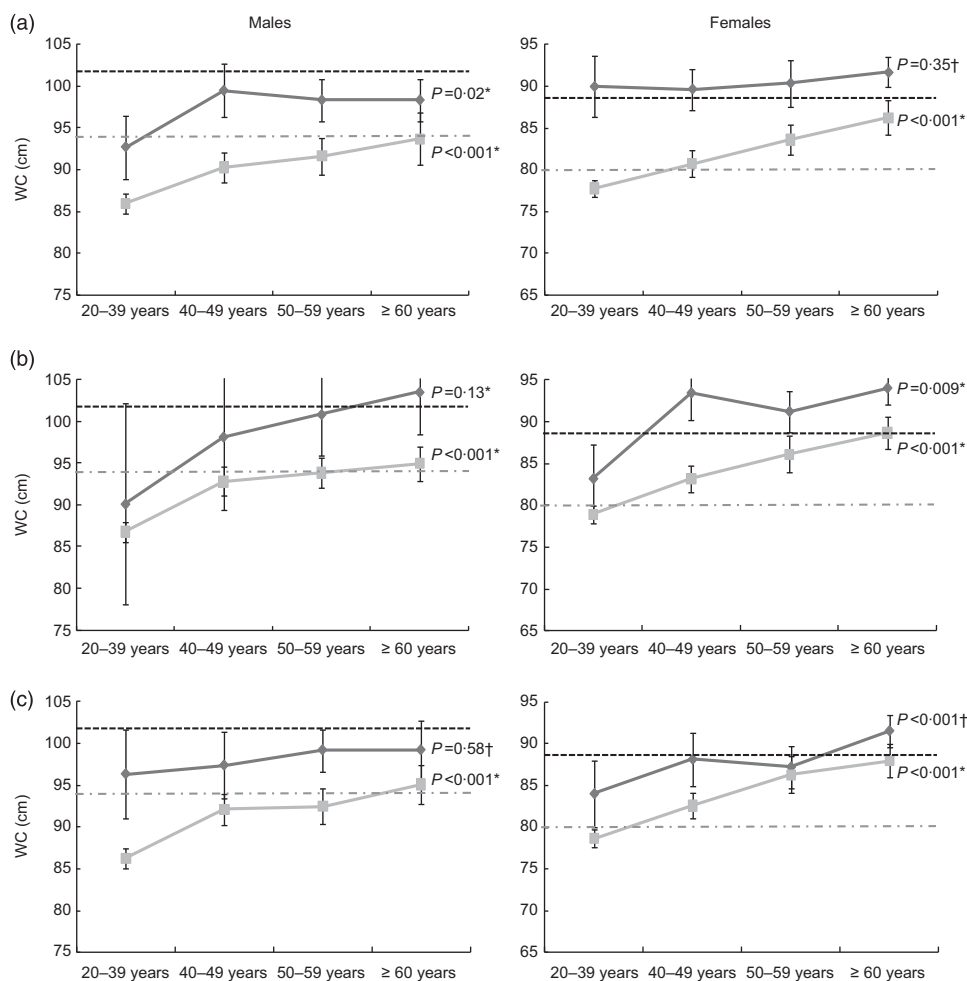 (a)
Males
Females
105
100
95
90
85
80
75
WC (cm)
P=0·02*
P<0·001*
20–39 years 40–49 years 50–59 years ≥ 60 years
95
90
85
80
75
70
65
P=0·35†
P<0·001*
20–39 years 40–49 years 50–59 years ≥ 60 years
(b)
105
100
95
90
85
80
75
WC (cm)
P=0·13*
P<0·001*
20–39 years 40–49 years 50–59 years ≥ 60 years
95
90
85
80
75
70
65
P=0·009*
P<0·001*
20–39 years 40–49 years 50–59 years ≥ 60 years
(c)
105
100
95
90
85
80
75
WC (cm)
P=0·58†
P<0·001*
20–39 years 40–49 years 50–59 years ≥ 60 years
95
90
85
80
75
70
65
P<0·001†
P<0·001*
20–39 years 40–49 years 50–59 years ≥ 60 years